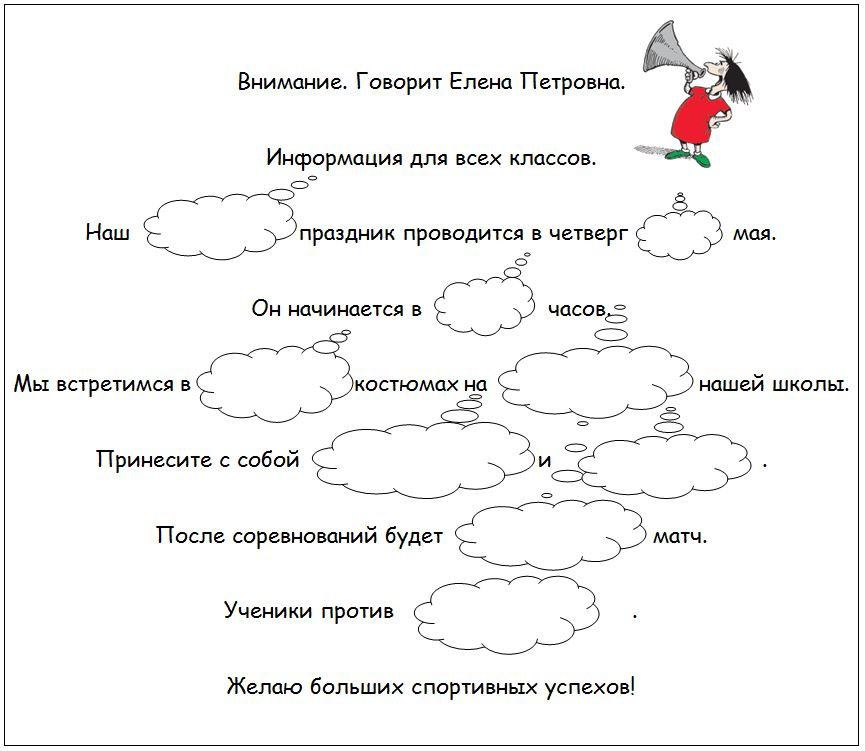 Внимание. Говорит Елена Петровна.
Информация для всех классов.
Наш праздник проводится в четверг мая.
Он начинается в часов.
Мы встретимся в костюмах на нашей школы.
Принесите с собой и .
После соревнований будет матч.
Ученики против .
Желаю больших спортивных успехов!